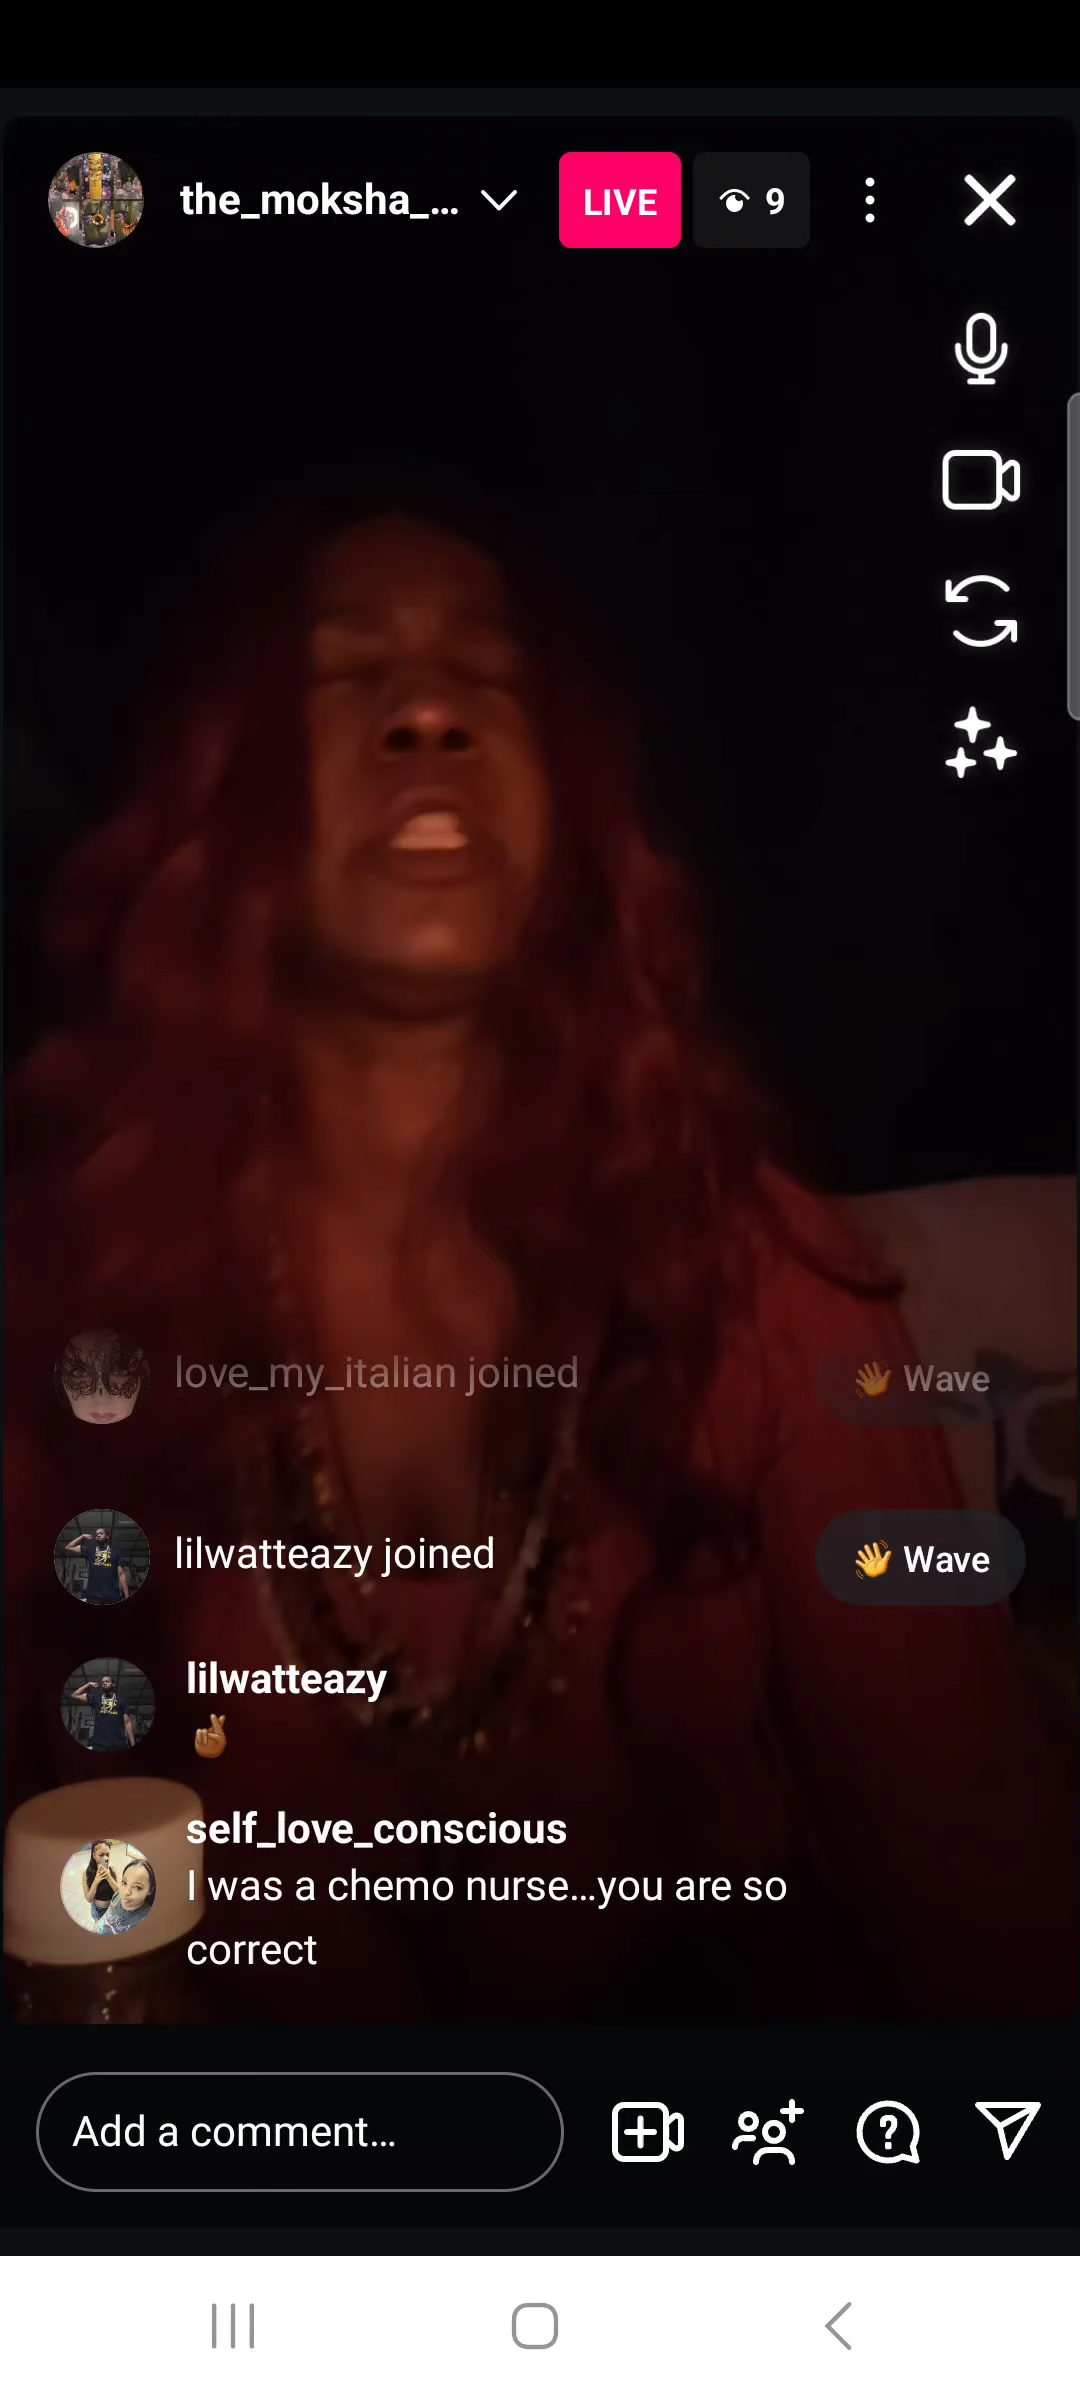 the_moksha_... LIVE 9
love_my_italian joined Wave
lilwatteazy joined Wave
lilwatteazy
self_love_conscious
I was a chemo nurse...you are so
correct
Add a comment...